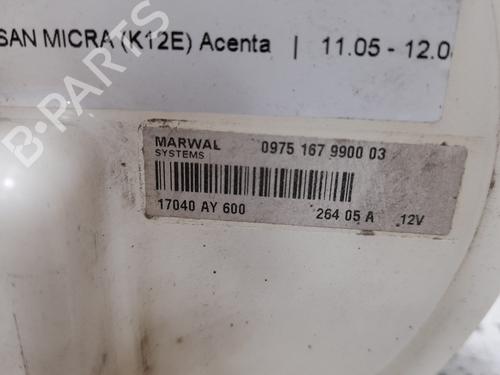 SAN MICRA (K12E) Acenta | 11.05 - 12.0
B-PARTS
MARWAL 0975 167 9900 03
SYSTEMS
17040 AY 600 264 05 A 12V